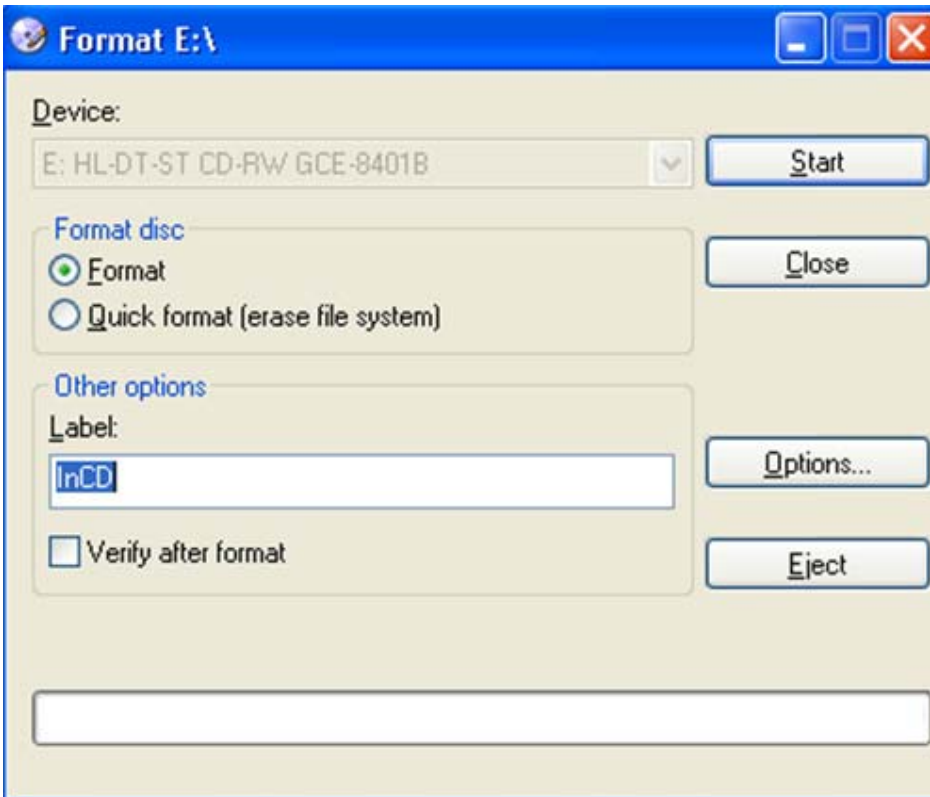 Format E:\
Device:
E: HL-DT-ST CD-RW GCE-8401B
Start
Format disc
Format
Close
Quick format (erase file system)
Other options
Label:
InCD
Options...
Verify after format
Eject